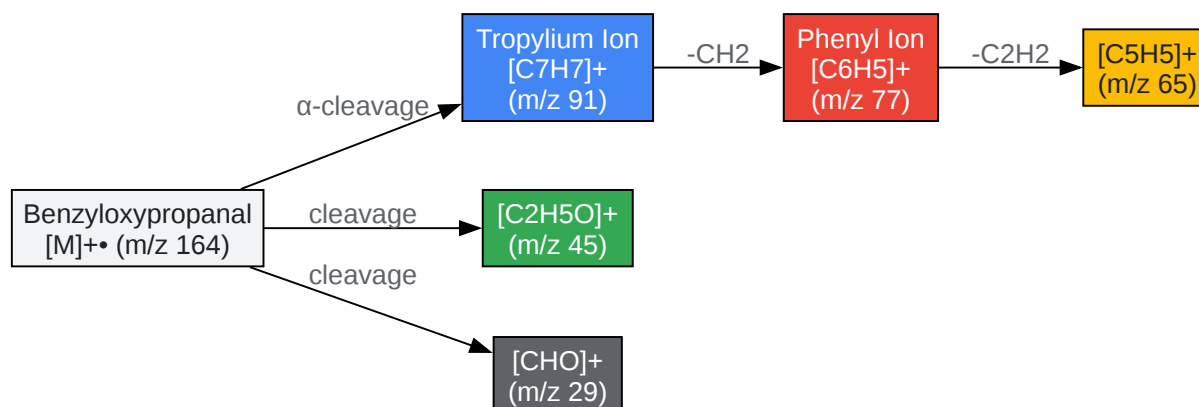 Tropylium Ion
[C7H7]+
(m/z 91)
-CH2
Phenyl Ion
[C6H5]+
(m/z 77)
-C2H2
[C5H5]+
(m/z 65)
α-cleavage
Benzyloxypropanal
[M]+• (m/z 164)
cleavage
[C2H5O]+
(m/z 45)
cleavage
[CHO]+
(m/z 29)